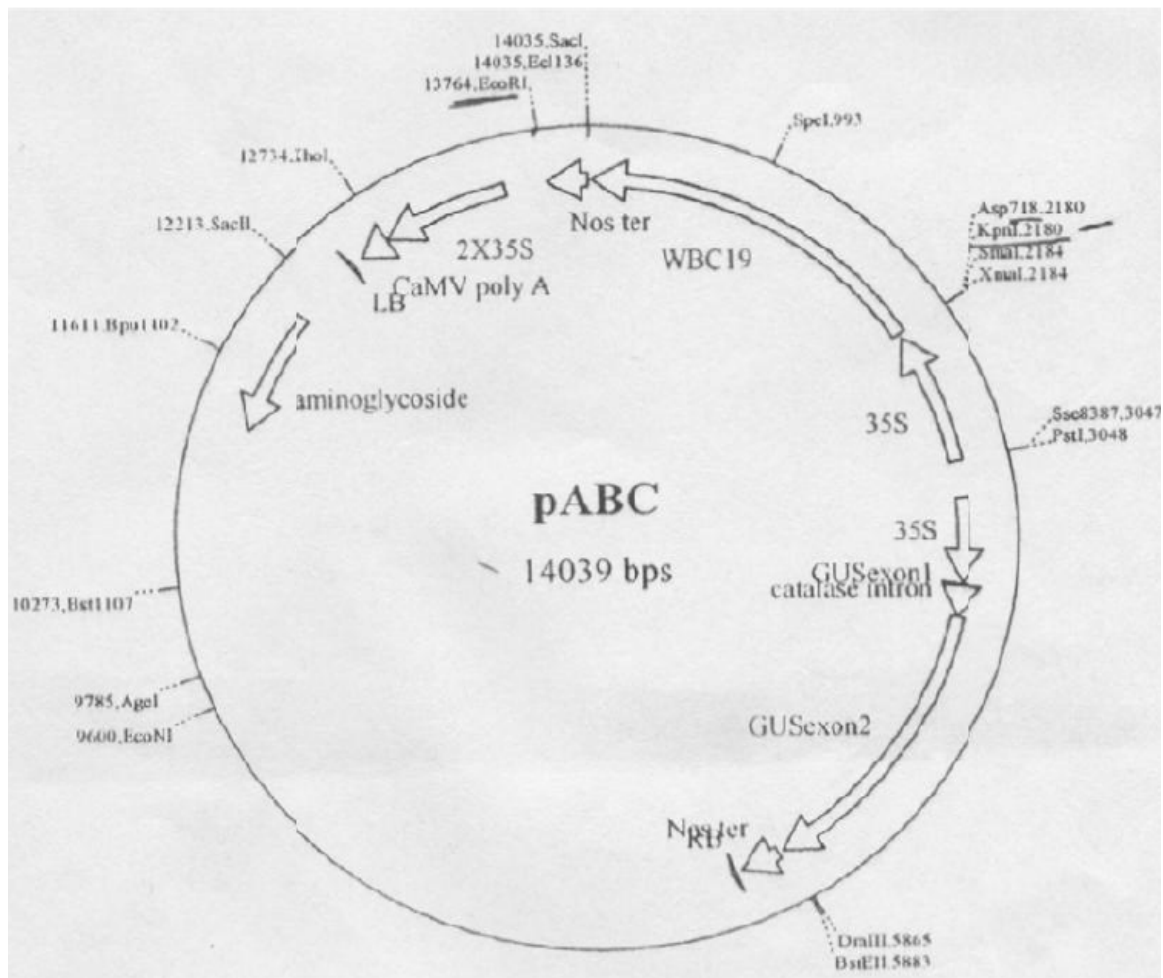 14035,SacI
14035,Ecl136
13764,EcoRI,
SpeI,993
12734,XhoI
12213,SacII
Asp718,2180
KpnI,2180
SmaI,2184
XmaI,2184
Nos ter
2X35S
WBC19
CaMV poly A
LB
11611,Bpu1102
aminoglycoside
35S
Sse8387,3047
PstI,3048
pABC
14039 bps
35S
GUSexon1
catalase intron
10273,Bst1107
9785,AgeI
9600,EcoNI
GUSexon2
Nos ter
RB
DraIII,5865
BstEII,5883